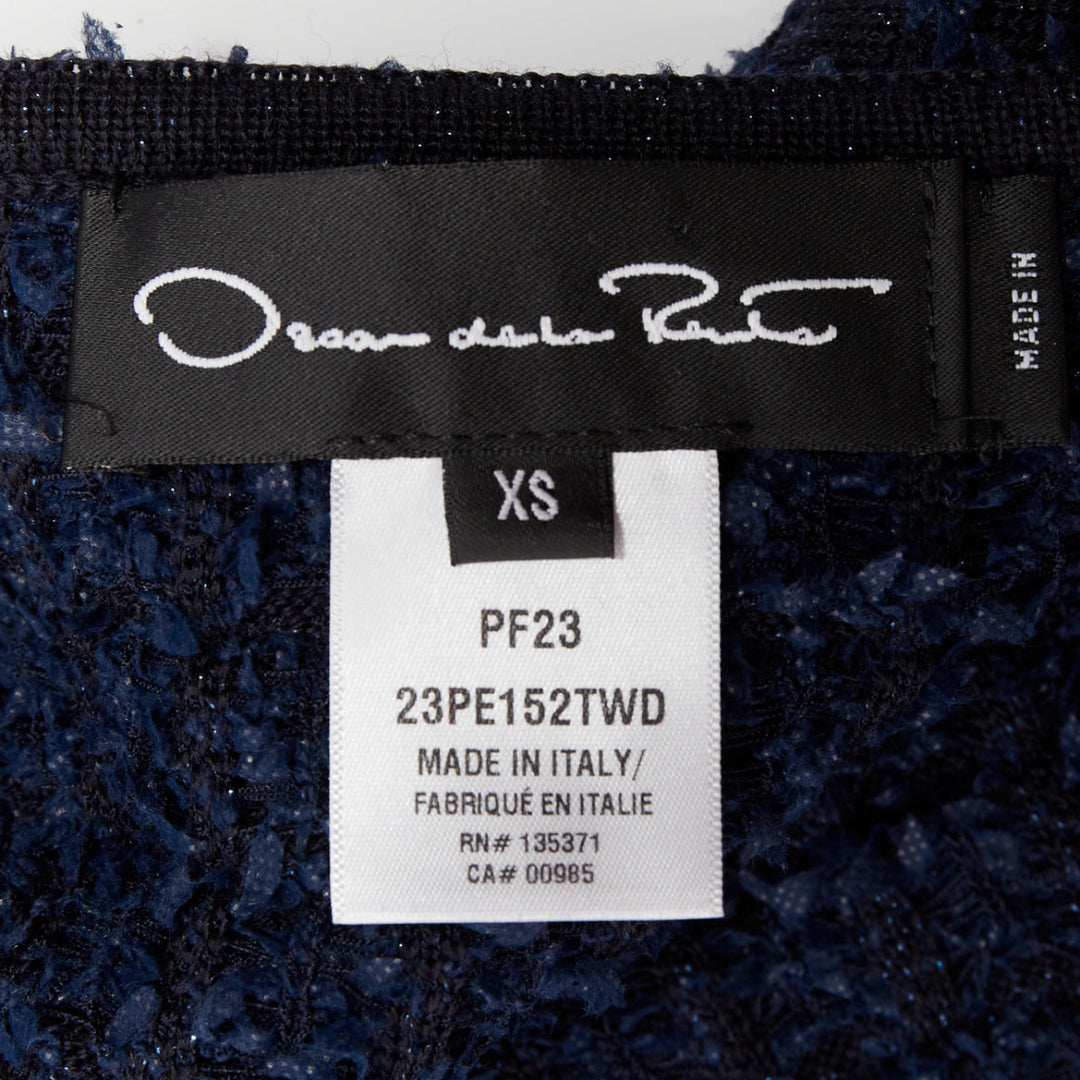 Oscar de la Renta
MADE IN
XS
PF23
23PE152TWD
MADE IN ITALY/
FABRIQUÉ EN ITALIE
RN# 135371
CA# 00985